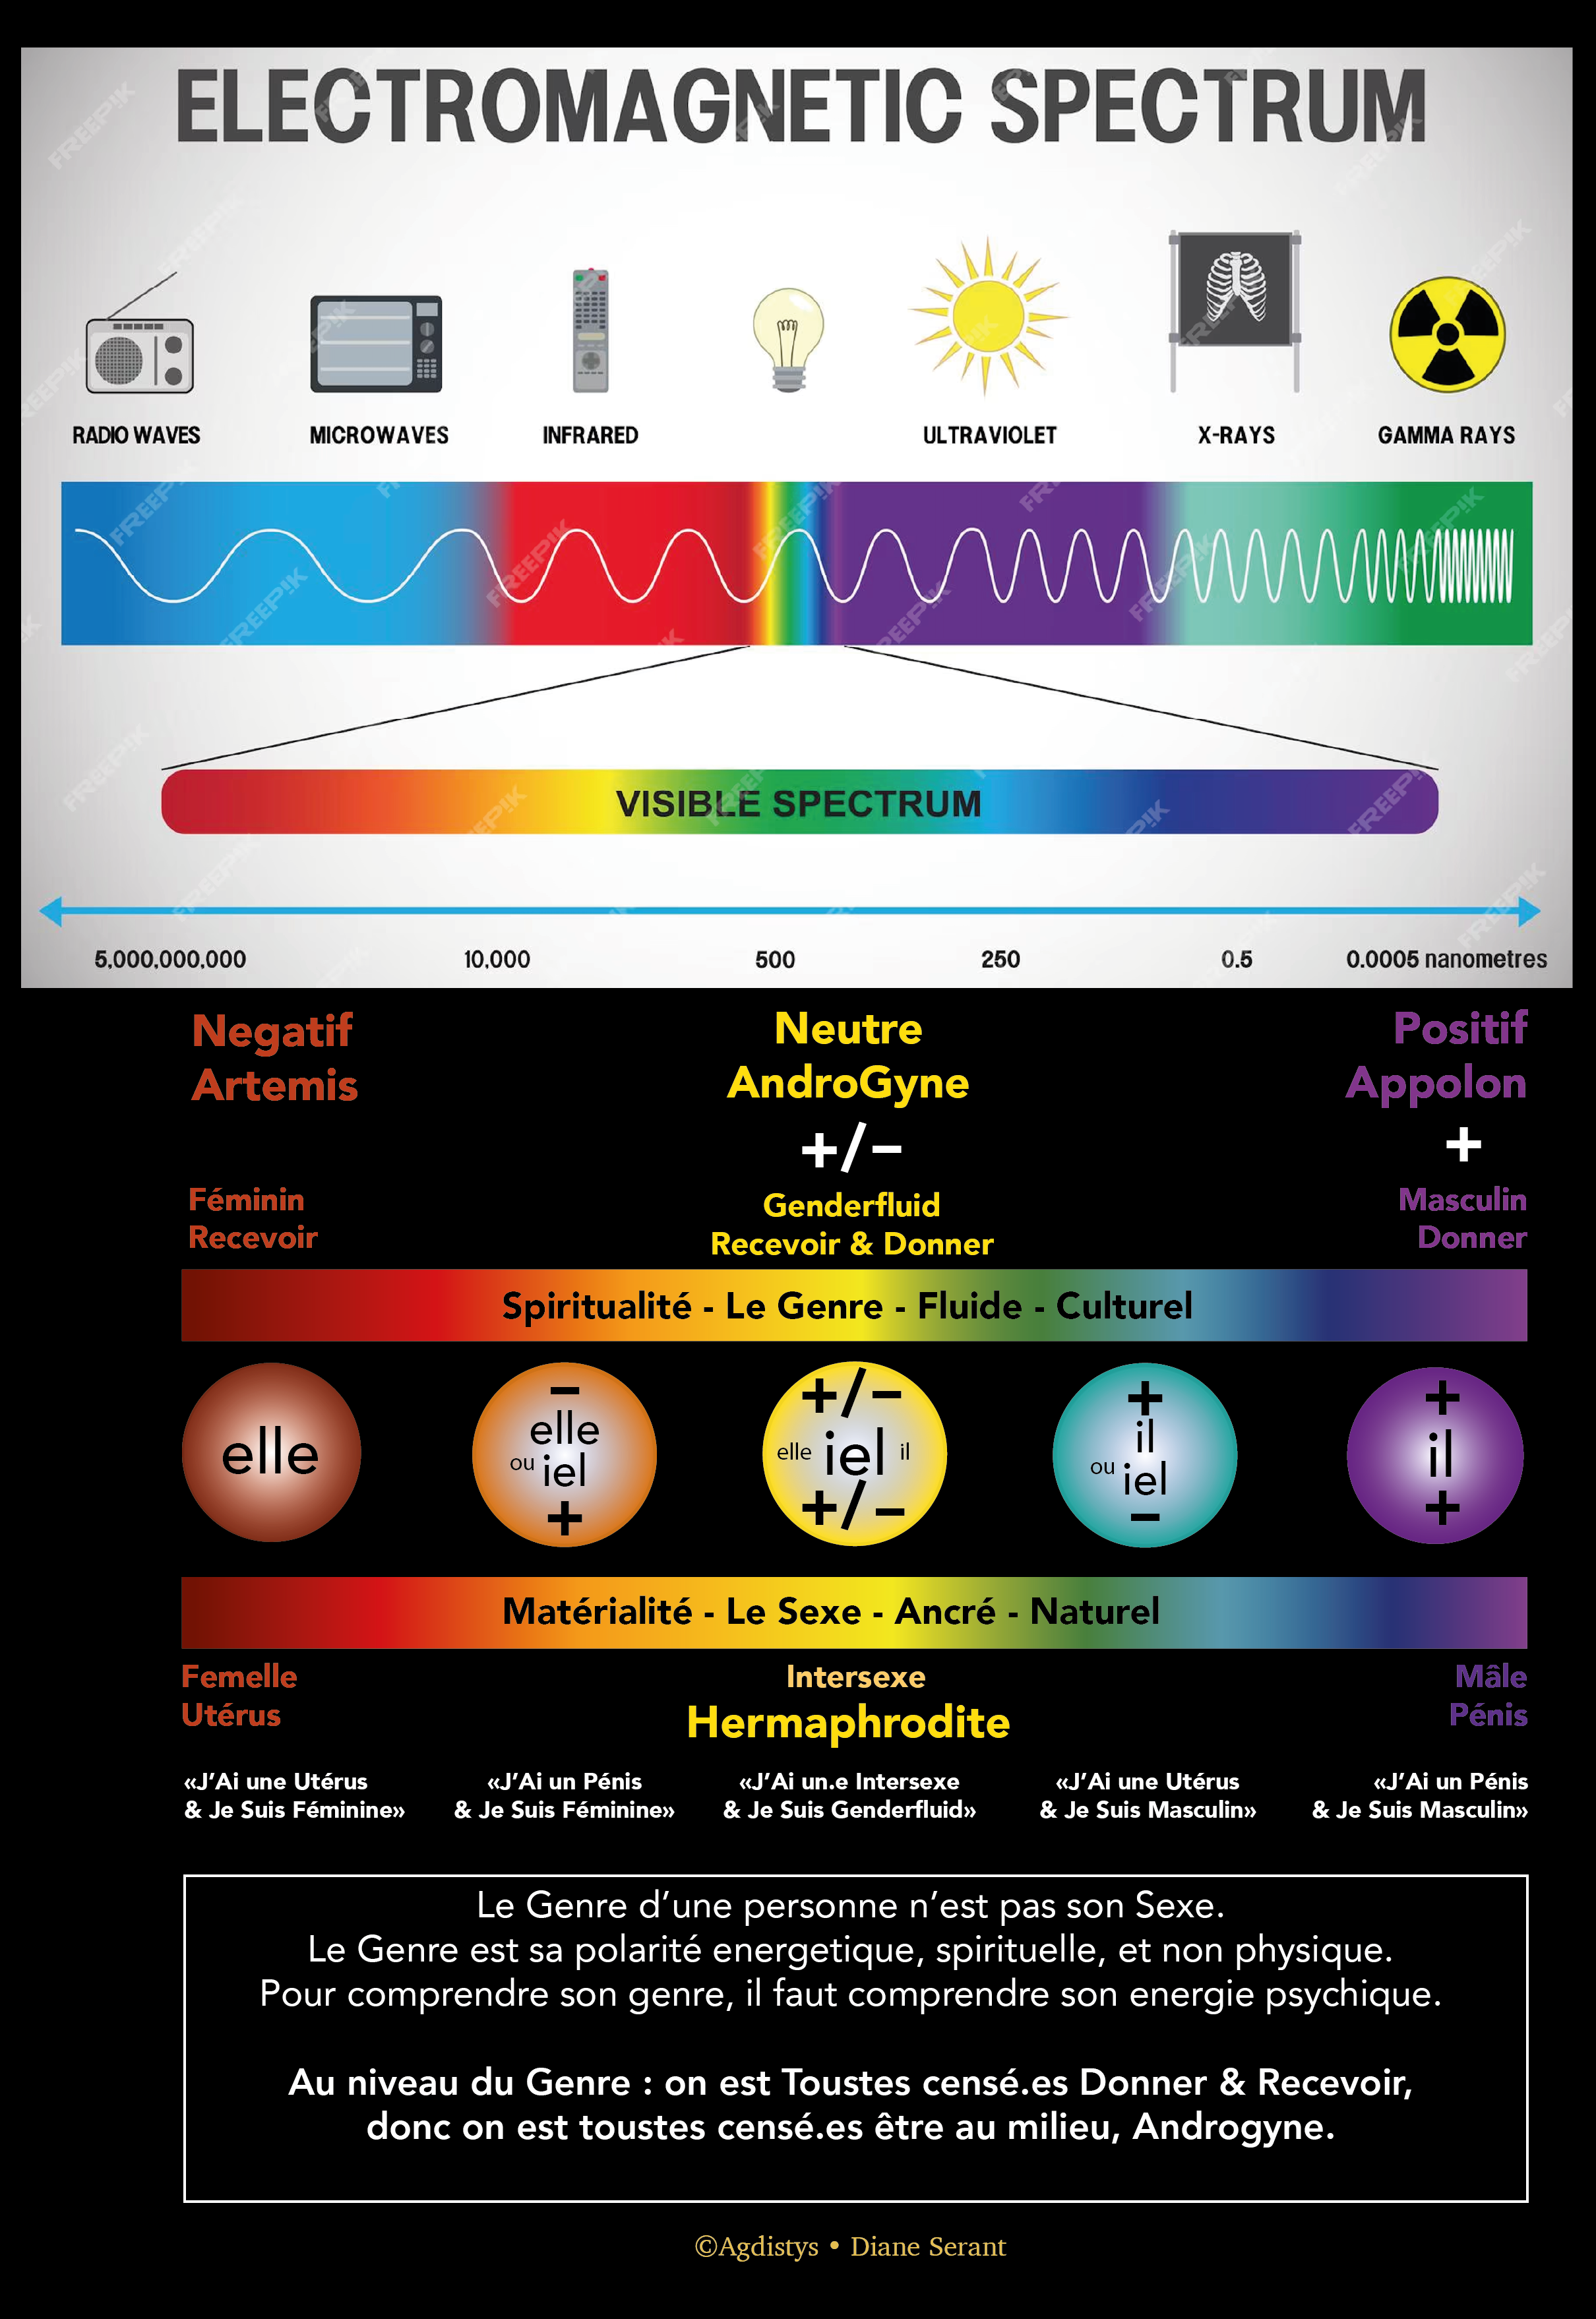 ELECTROMAGNETIC SPECTRUM
RADIO WAVES MICROWAVES INFRARED ULTRAVIOLET X-RAYS GAMMA RAYS
VISIBLE SPECTRUM
5,000,000,000 10,000 500 250 0.5 0.0005 nanometres
Negatif Neutre Positif
Artemis AndroGyne Appolon
+/− +
Féminin Genderfluid Masculin
Recevoir Recevoir & Donner Donner
Spiritualité - Le Genre - Fluide - Culturel
elle
−
elle
ou iel
+
+/−
elle iel il
+/−
+
il
ou iel
−
+
il
+
Matérialité - Le Sexe - Ancré - Naturel
Femelle Intersexe Mâle
Utérus Hermaphrodite Pénis
«J'Ai une Utérus
& Je Suis Féminine»
«J'Ai un Pénis
& Je Suis Féminine»
«J'Ai un.e Intersexe
& Je Suis Genderfluid»
«J'Ai une Utérus
& Je Suis Masculin»
«J'Ai un Pénis
& Je Suis Masculin»
Le Genre d'une personne n'est pas son Sexe.
Le Genre est sa polarité energetique, spirituelle, et non physique.
Pour comprendre son genre, il faut comprendre son energie psychique.
Au niveau du Genre : on est Toustes censé.es Donner & Recevoir,
donc on est toustes censé.es être au milieu, Androgyne.
©Agdistys • Diane Serant
FREEPIK